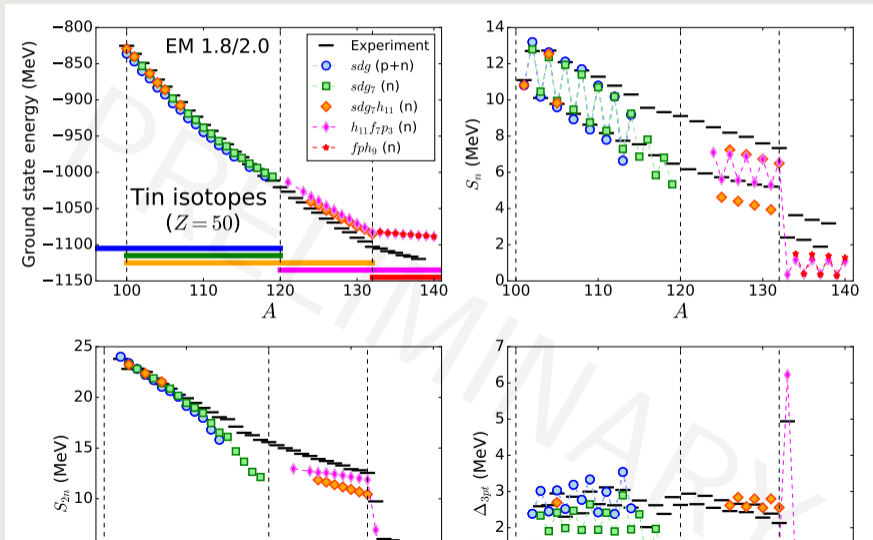 −800
−850
−900
−950
−1000
−1050
−1100
−1150
Ground state energy (MeV)
EM 1.8/2.0
Experiment
sdg (p+n)
sdg₇ (n)
sdg₇h₁₁ (n)
h₁₁f₇p₃ (n)
fph₉ (n)
Tin isotopes
(Z=50)
100 110 120 130 140
A
14
12
10
8
6
4
2
0
Sₙ (MeV)
100 110 120 130 140
A
25
20
15
10
S₂ₙ (MeV)
7
6
5
4
3
2
Δ₃ₚₜ (MeV)
PRELIMINARY